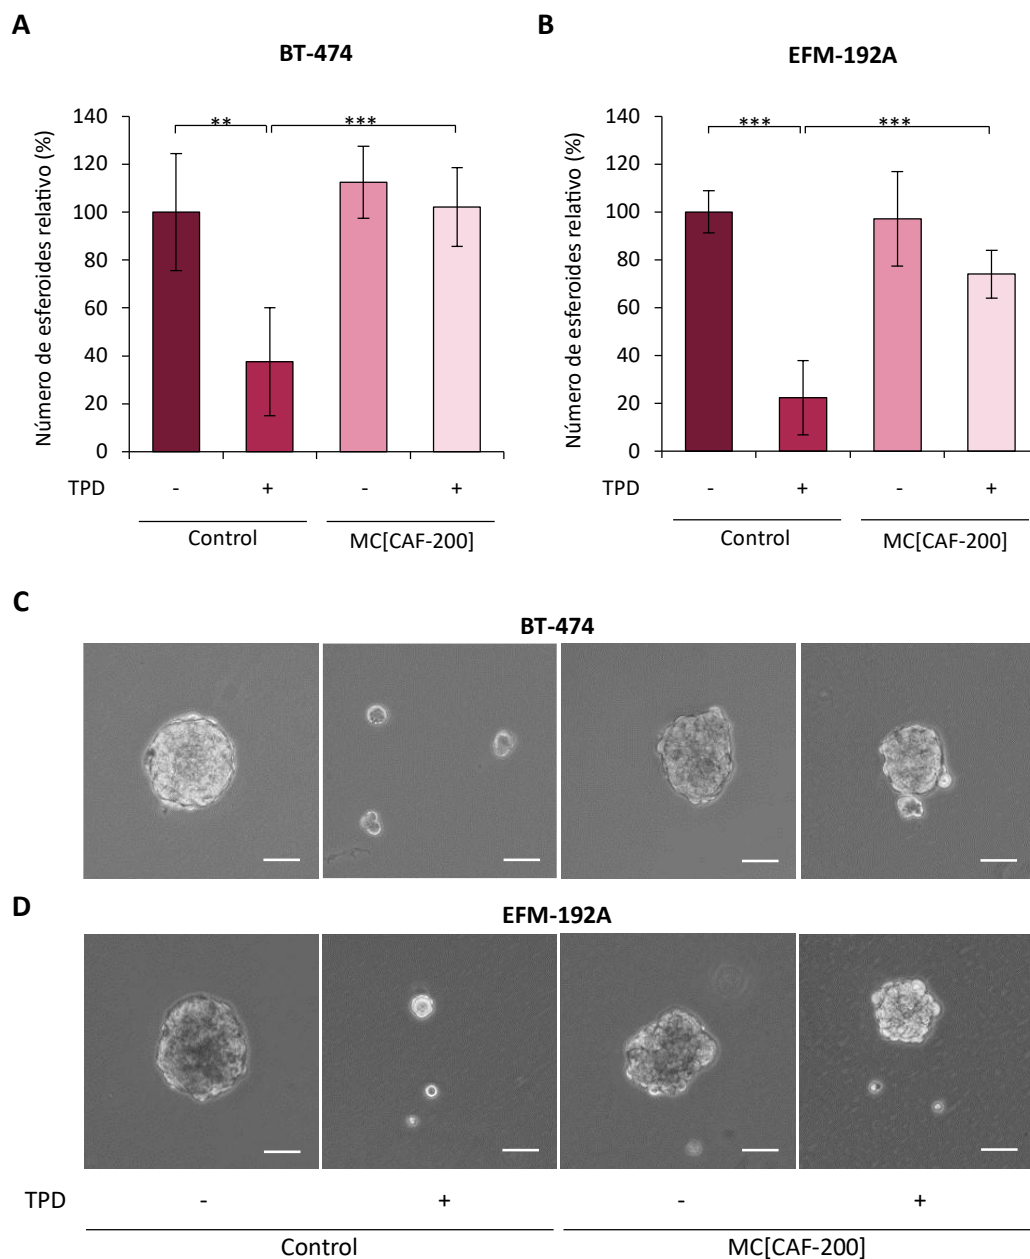 A
BT-474
Número de esferoides relativo (%)
140
120
100
80
60
40
20
0
** ***
TPD - + - +
Control MC[CAF-200]
B
EFM-192A
Número de esferoides relativo (%)
140
120
100
80
60
40
20
0
*** ***
TPD - + - +
Control MC[CAF-200]
C
BT-474
D
EFM-192A
TPD - + - +
Control MC[CAF-200]